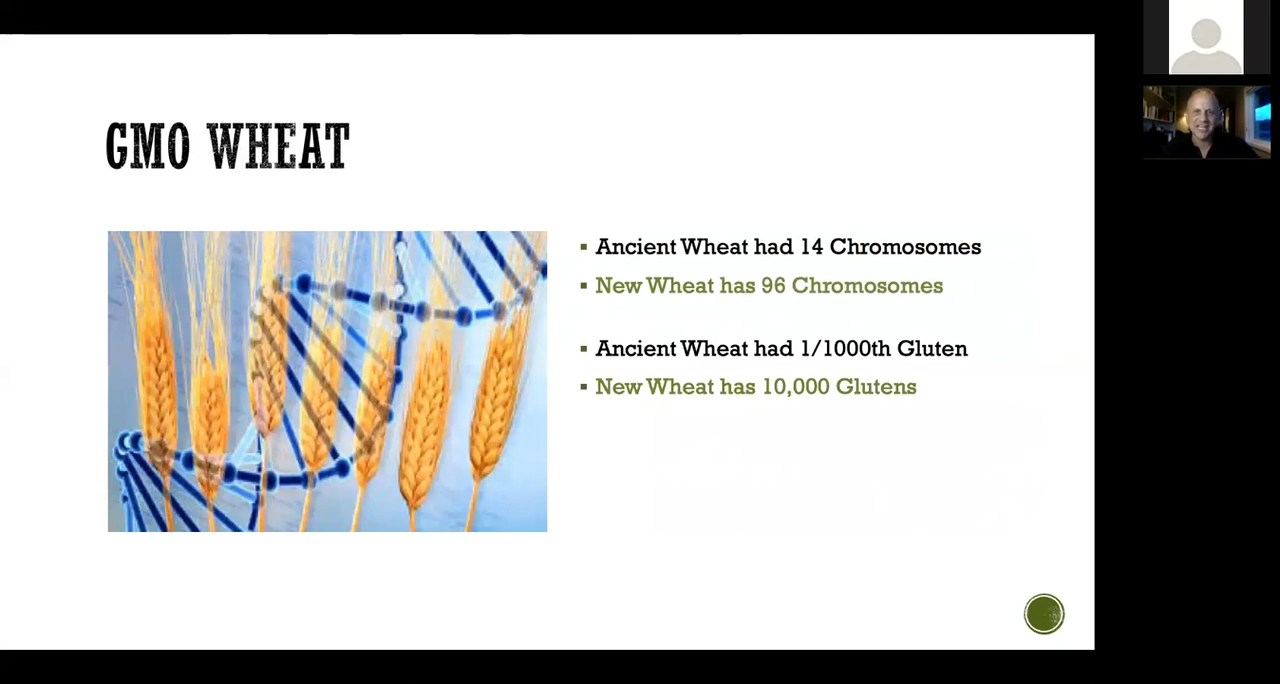 GMO WHEAT
Ancient Wheat had 14 Chromosomes
New Wheat has 96 Chromosomes
Ancient Wheat had 1/1000th Gluten
New Wheat has 10,000 Glutens